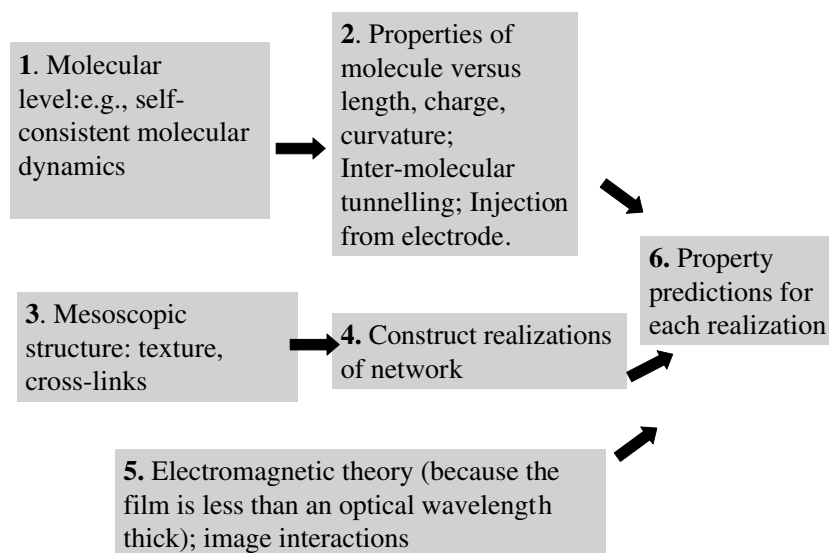 1. Molecular
level:e.g., self-
consistent molecular
dynamics
2. Properties of
molecule versus
length, charge,
curvature;
Inter-molecular
tunnelling; Injection
from electrode.
3. Mesoscopic
structure: texture,
cross-links
4. Construct realizations
of network
5. Electromagnetic theory (because the
film is less than an optical wavelength
thick); image interactions
6. Property
predictions for
each realization